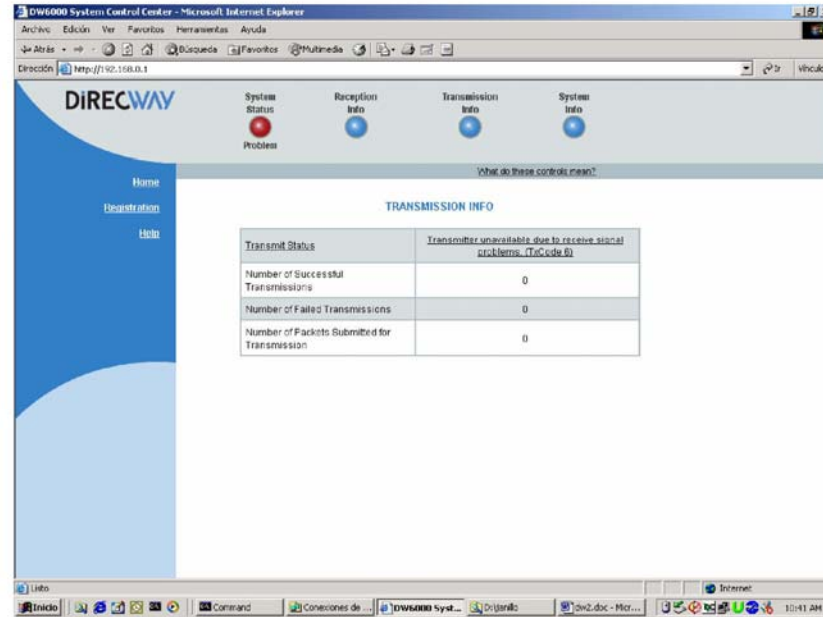 DW6000 System Control Center - Microsoft Internet Explorer
Archivo Edición Ver Favoritos Herramientas Ayuda
Atrás Búsqueda Favoritos Multimedia
Dirección http://192.168.0.1 Ir Vínculos
DiRECWAY
System Status Problem
Reception Info
Transmission Info
System Info
What do these controls mean?
Home
Registration
Help
TRANSMISSION INFO
Transmit Status
Transmitter unavailable due to receive signal
problems. (TxCode 6)
Number of Successful
Transmissions
0
Number of Failed Transmissions 0
Number of Packets Submitted for
Transmission
0
Listo Internet
Inicio Command Conexiones de ... DW6000 Syst... dw2.doc - Micr... 10:41 AM